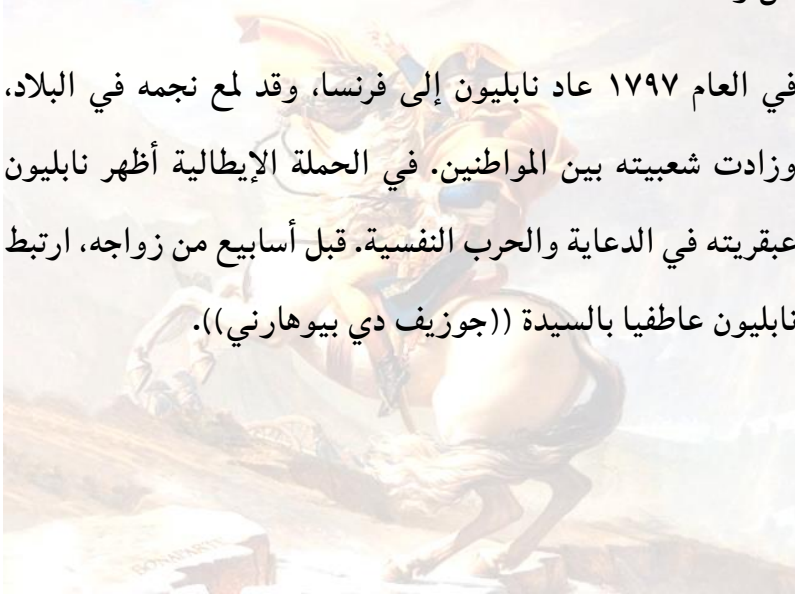 في العام ١٧٩٧ عاد نابليون إلى فرنسا، وقد لمع نجمه في البلاد،
وزادت شعبيته بين المواطنين. في الحملة الإيطالية أظهر نابليون
عبقريته في الدعاية والحرب النفسية. قبل أسابيع من زواجه، ارتبط
نابليون عاطفيا بالسيدة ((جوزيف دي بيوهارني)).
BONAPARTE